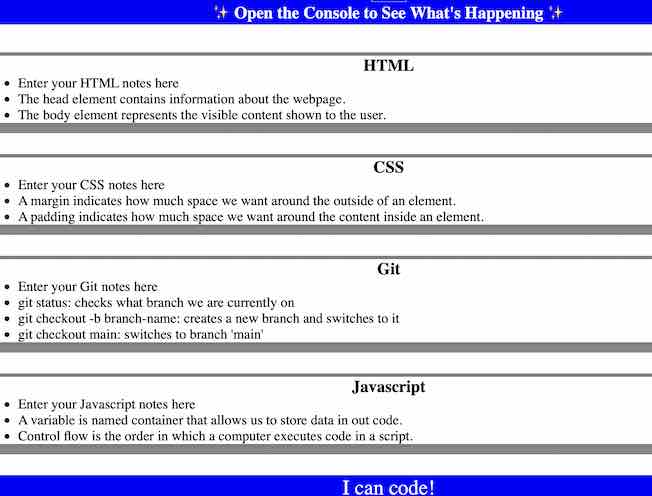 ✨ Open the Console to See What's Happening ✨
HTML
• Enter your HTML notes here
• The head element contains information about the webpage.
• The body element represents the visible content shown to the user.
CSS
• Enter your CSS notes here
• A margin indicates how much space we want around the outside of an element.
• A padding indicates how much space we want around the content inside an element.
Git
• Enter your Git notes here
• git status: checks what branch we are currently on
• git checkout -b branch-name: creates a new branch and switches to it
• git checkout main: switches to branch 'main'
Javascript
• Enter your Javascript notes here
• A variable is named container that allows us to store data in out code.
• Control flow is the order in which a computer executes code in a script.
I can code!